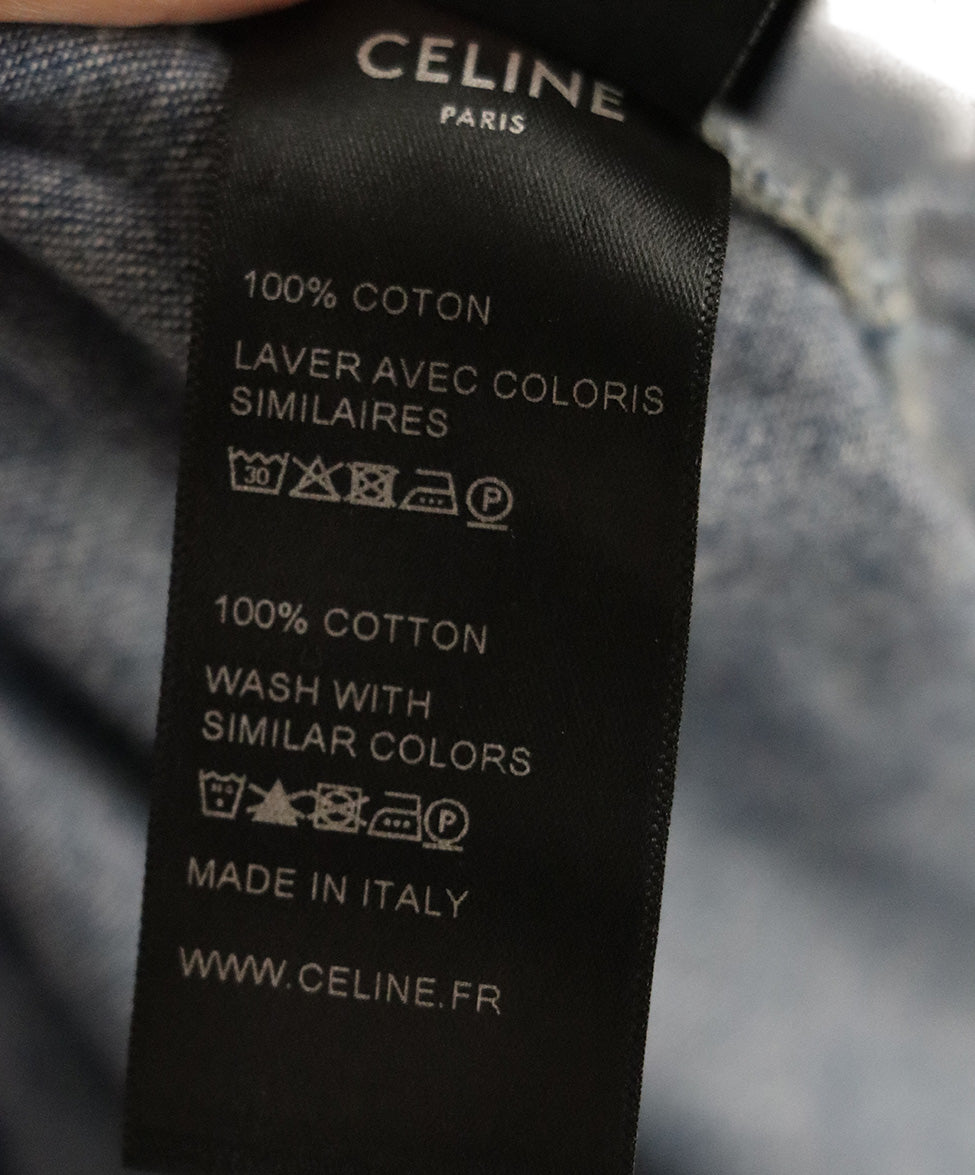 CELINE
PARIS
100% COTON
LAVER AVEC COLORIS
SIMILAIRES
30 P
100% COTTON
WASH WITH
SIMILAR COLORS
P
MADE IN ITALY
WWW.CELINE.FR